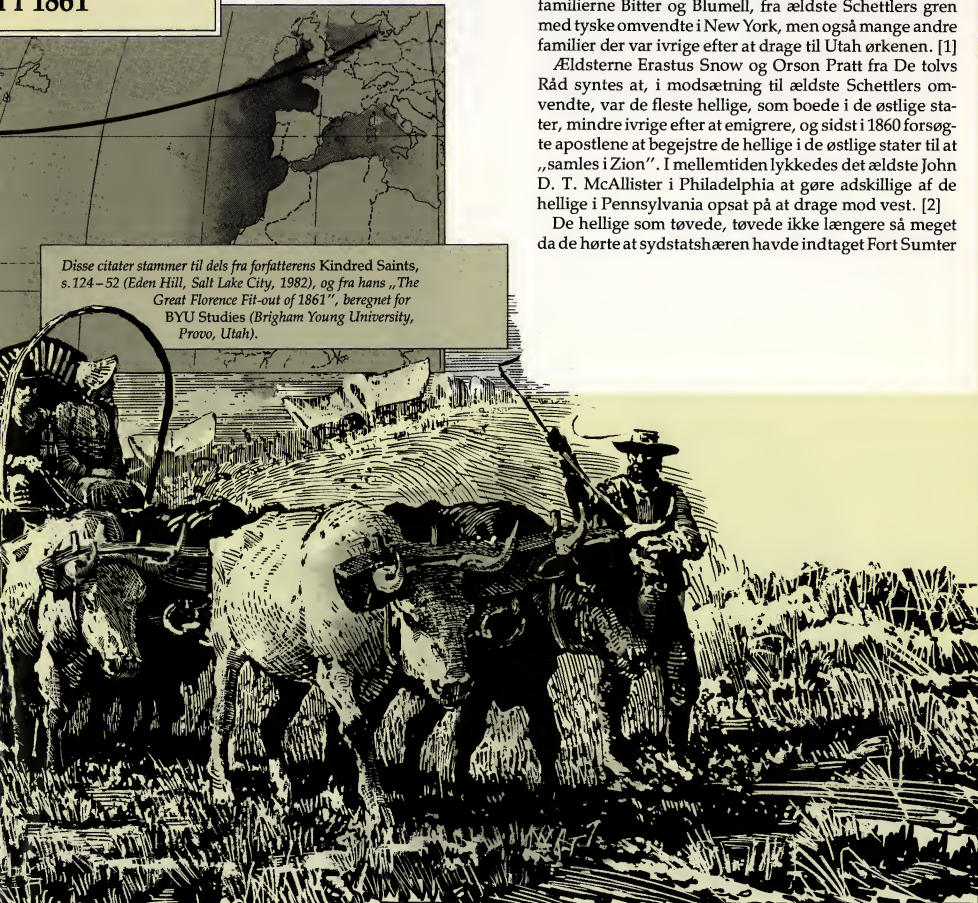 I 1861
familierne Bitter og Blumell, fra ældste Schettlers gren
med tyske omvendte i New York, men også mange andre
familier der var ivrige efter at drage til Utah ørkenen. [1]
Ældsterne Erastus Snow og Orson Pratt fra De tolvs
Råd syntes at, i modsætning til ældste Schettlers om-
vendte, var de fleste hellige, som boede i de østlige sta-
ter, mindre ivrige efter at emigrere, og sidst i 1860 forsøg-
te apostlene at begejstre de hellige i de østlige stater til at
„samles i Zion”. I mellemtiden lykkedes det ældste John
D. T. McAllister i Philadelphia at gøre adskillige af de
hellige i Pennsylvania opsat på at drage mod vest. [2]
De hellige som tøvede, tøvede ikke længere så meget
da de hørte at sydstatshæren havde indtaget Fort Sumter
Disse citater stammer til dels fra forfatterens Kindred Saints,
s. 124–52 (Eden Hill, Salt Lake City, 1982), og fra hans „The
Great Florence Fit-out of 1861”, beregnet for
BYU Studies (Brigham Young University,
Provo, Utah).